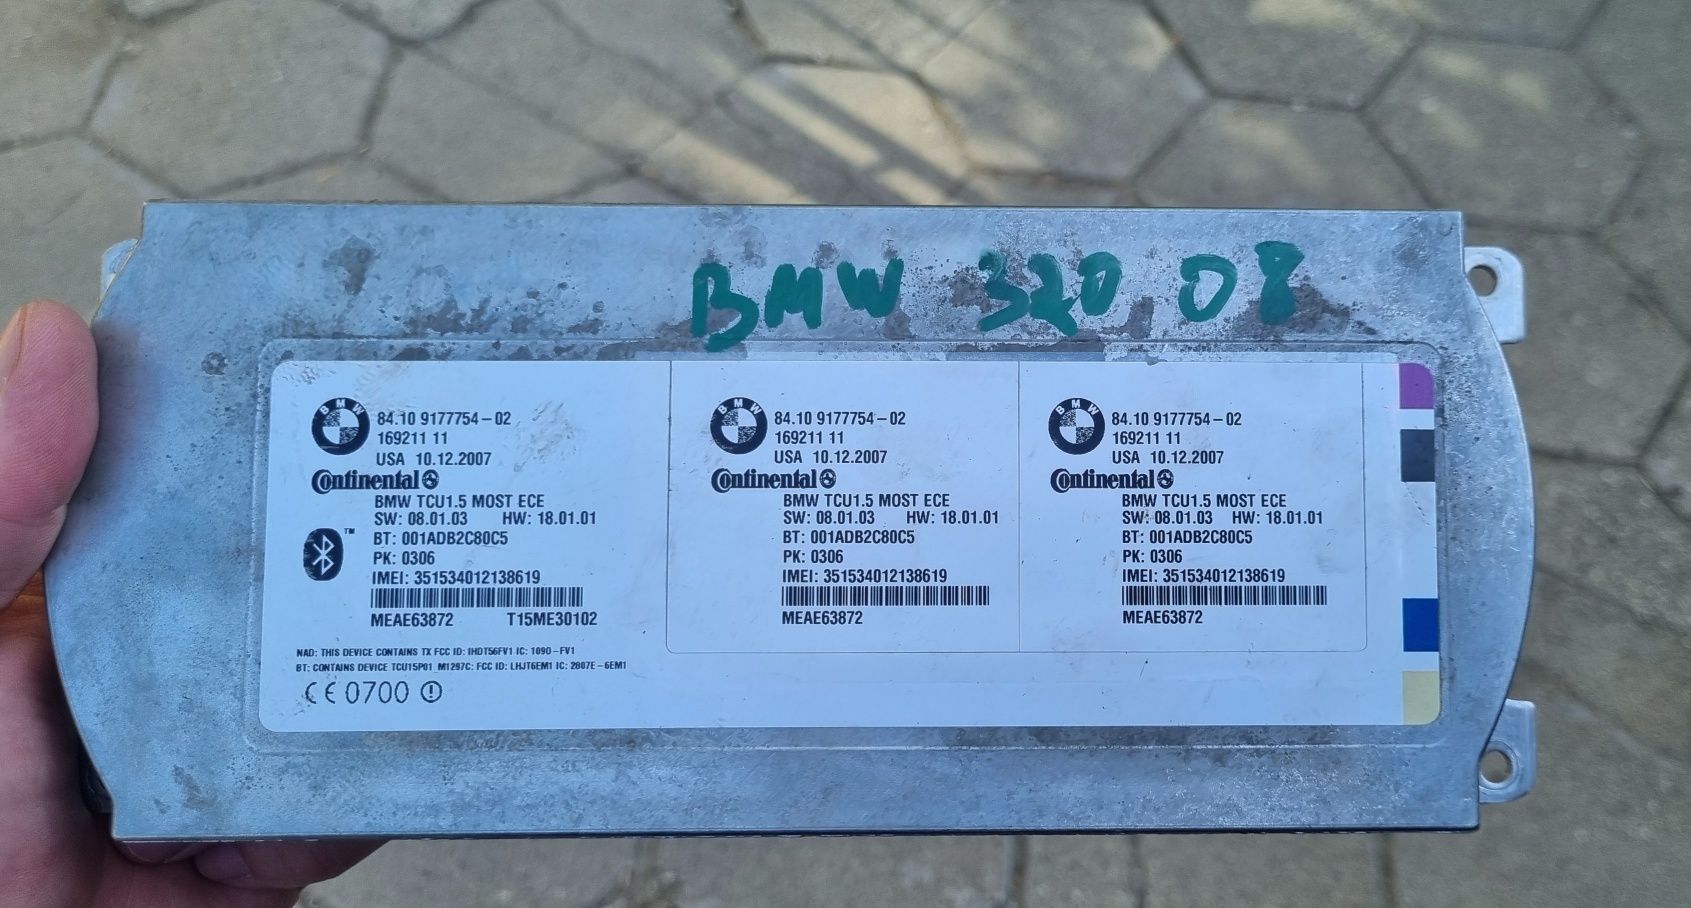 BMW 320 08
BMW
84.10 9177754-02
169211 11
USA 10.12.2007
Continental
BMW TCU1.5 MOST ECE
SW: 08.01.03 HW: 18.01.01
BT: 001ADB2C80C5
TM
PK: 0306
IMEI: 351534012138619
MEAE63872 T15ME30102
NAD: THIS DEVICE CONTAINS TX FCC ID: IHDT56FV1 IC: 109O-FV1
BT: CONTAINS DEVICE TCU15P01 M1297C: FCC ID: LHJT6EM1 IC: 2807E-6EM1
CE 0700
BMW
84.10 9177754-02
169211 11
USA 10.12.2007
Continental
BMW TCU1.5 MOST ECE
SW: 08.01.03 HW: 18.01.01
BT: 001ADB2C80C5
PK: 0306
IMEI: 351534012138619
MEAE63872
BMW
84.10 9177754-02
169211 11
USA 10.12.2007
Continental
BMW TCU1.5 MOST ECE
SW: 08.01.03 HW: 18.01.01
BT: 001ADB2C80C5
PK: 0306
IMEI: 351534012138619
MEAE63872